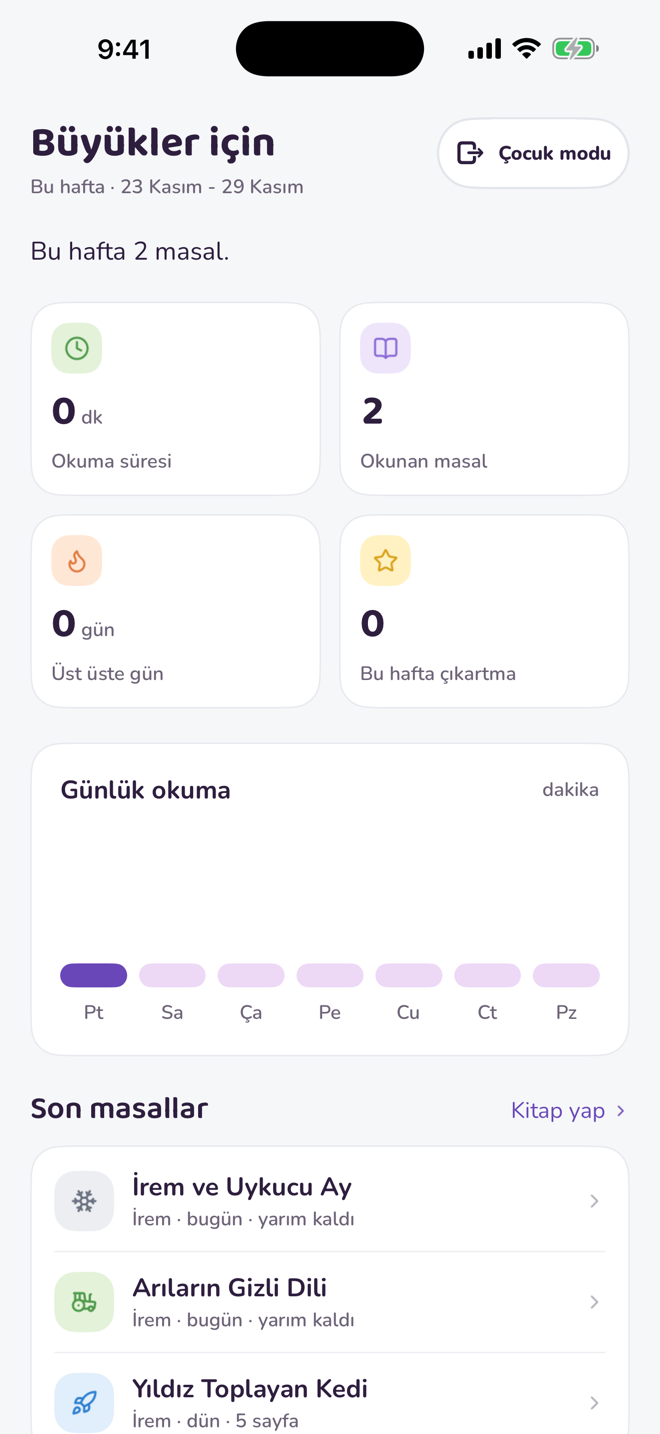 9:41
Büyükler için
Çocuk modu
Bu hafta · 23 Kasım - 29 Kasım
Bu hafta 2 masal.
0 dk
Okuma süresi
2
Okunan masal
0 gün
Üst üste gün
0
Bu hafta çıkartma
Günlük okuma
dakika
Pt Sa Ça Pe Cu Ct Pz
Son masallar
Kitap yap
İrem ve Uykucu Ay
İrem · bugün · yarım kaldı
Arıların Gizli Dili
İrem · bugün · yarım kaldı
Yıldız Toplayan Kedi
İrem · dün · 5 sayfa